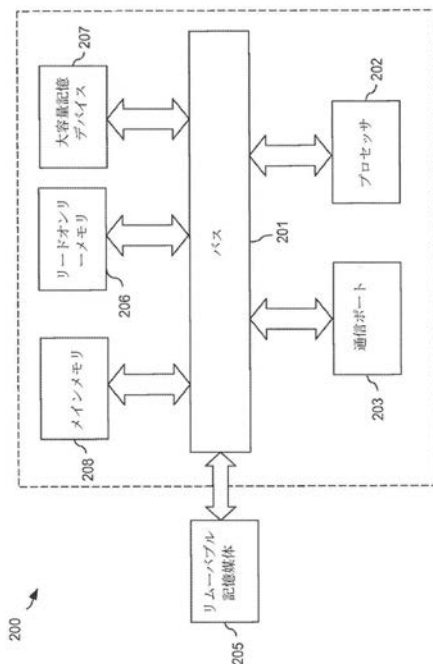 200
メインメモリ
208
リードオンリ
ーメモリ
206
大容量記憶
デバイス
207
バス
201
リムーバブル
記憶媒体
205
通信ポート
203
プロセッサ
202